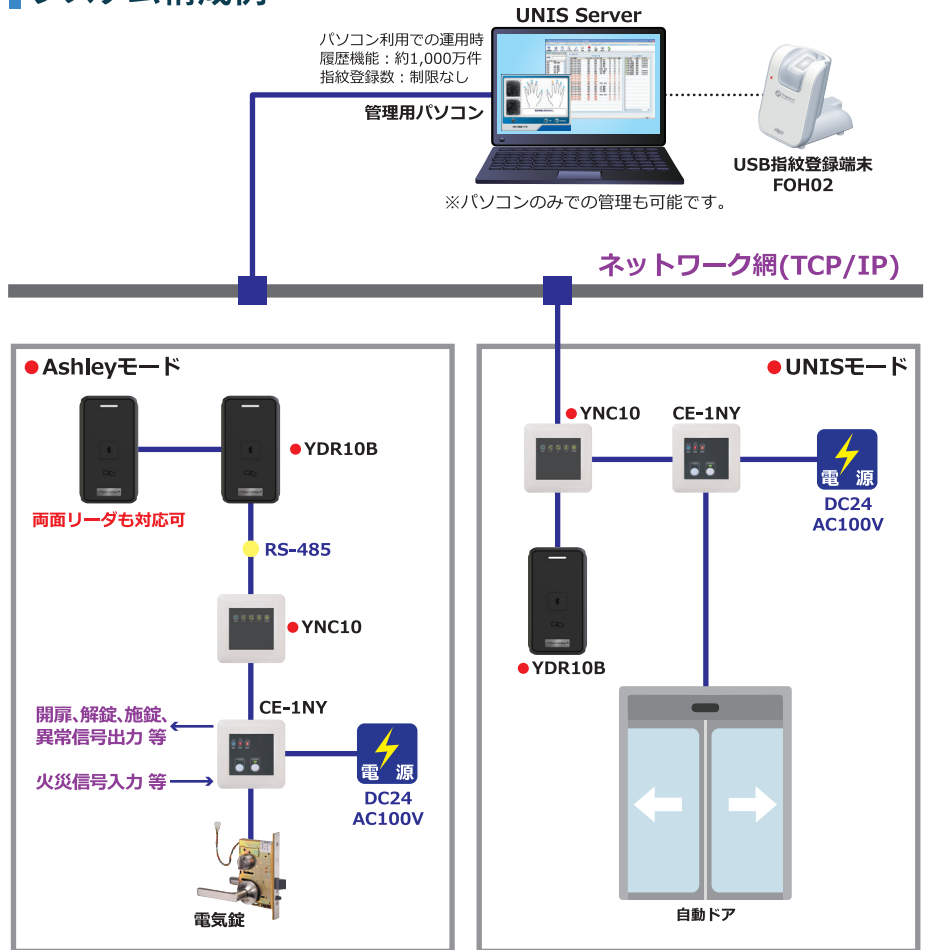 システム構成例
UNIS Server
パソコン利用での運用時
履歴機能：約1,000万件
指紋登録数：制限なし
管理用パソコン
USB指紋登録端末
FOH02
※パソコンのみでの管理も可能です。
ネットワーク網(TCP/IP)
●Ashleyモード
●YDR10B
両面リーダも対応可
RS-485
●YNC10
CE-1NY
開扉、解錠、施錠、
異常信号出力 等
火災信号入力 等
電 源
DC24
AC100V
電気錠
●UNISモード
●YNC10
CE-1NY
電 源
DC24
AC100V
●YDR10B
自動ドア